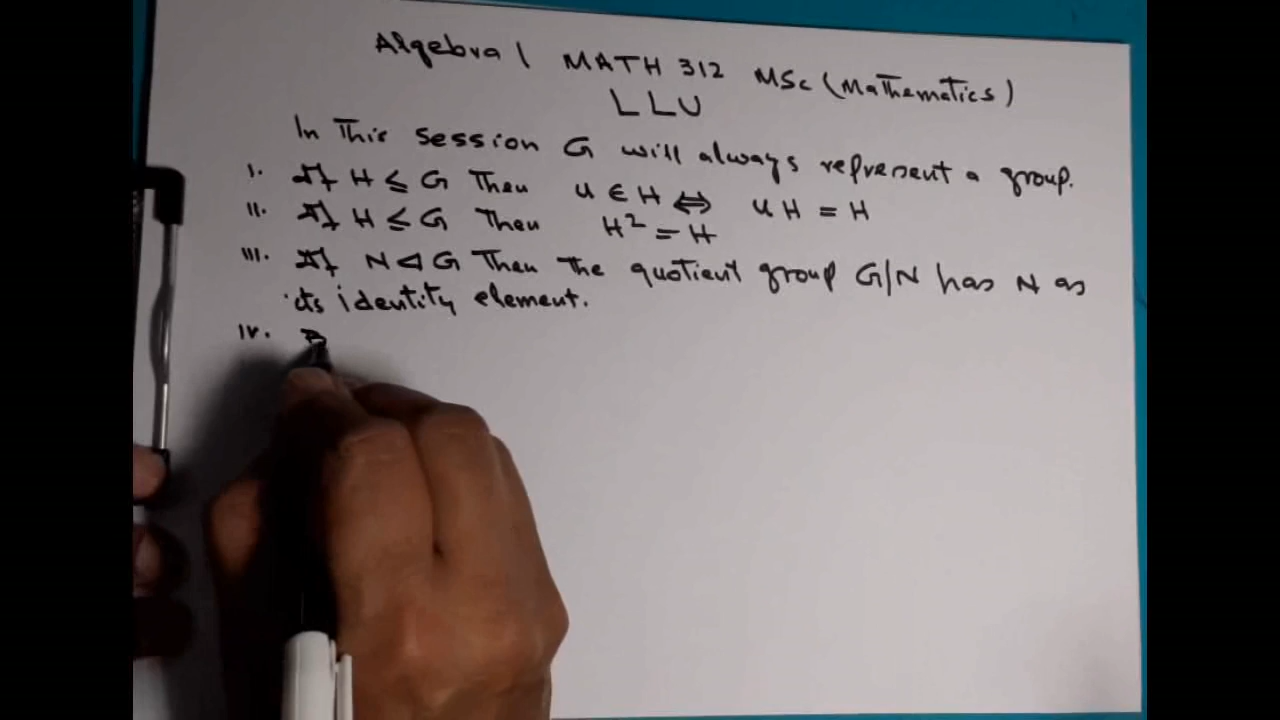 Algebra 1 MATH 312 MSc (Mathematics)
LLU
In This session G will always represent a group.
I. If H ≤ G Then u ∈ H ⇔ uH = H
II. If H ≤ G Then H² = H
III. If N ⊲ G Then the quotient group G/N has N as
its identity element.
IV.